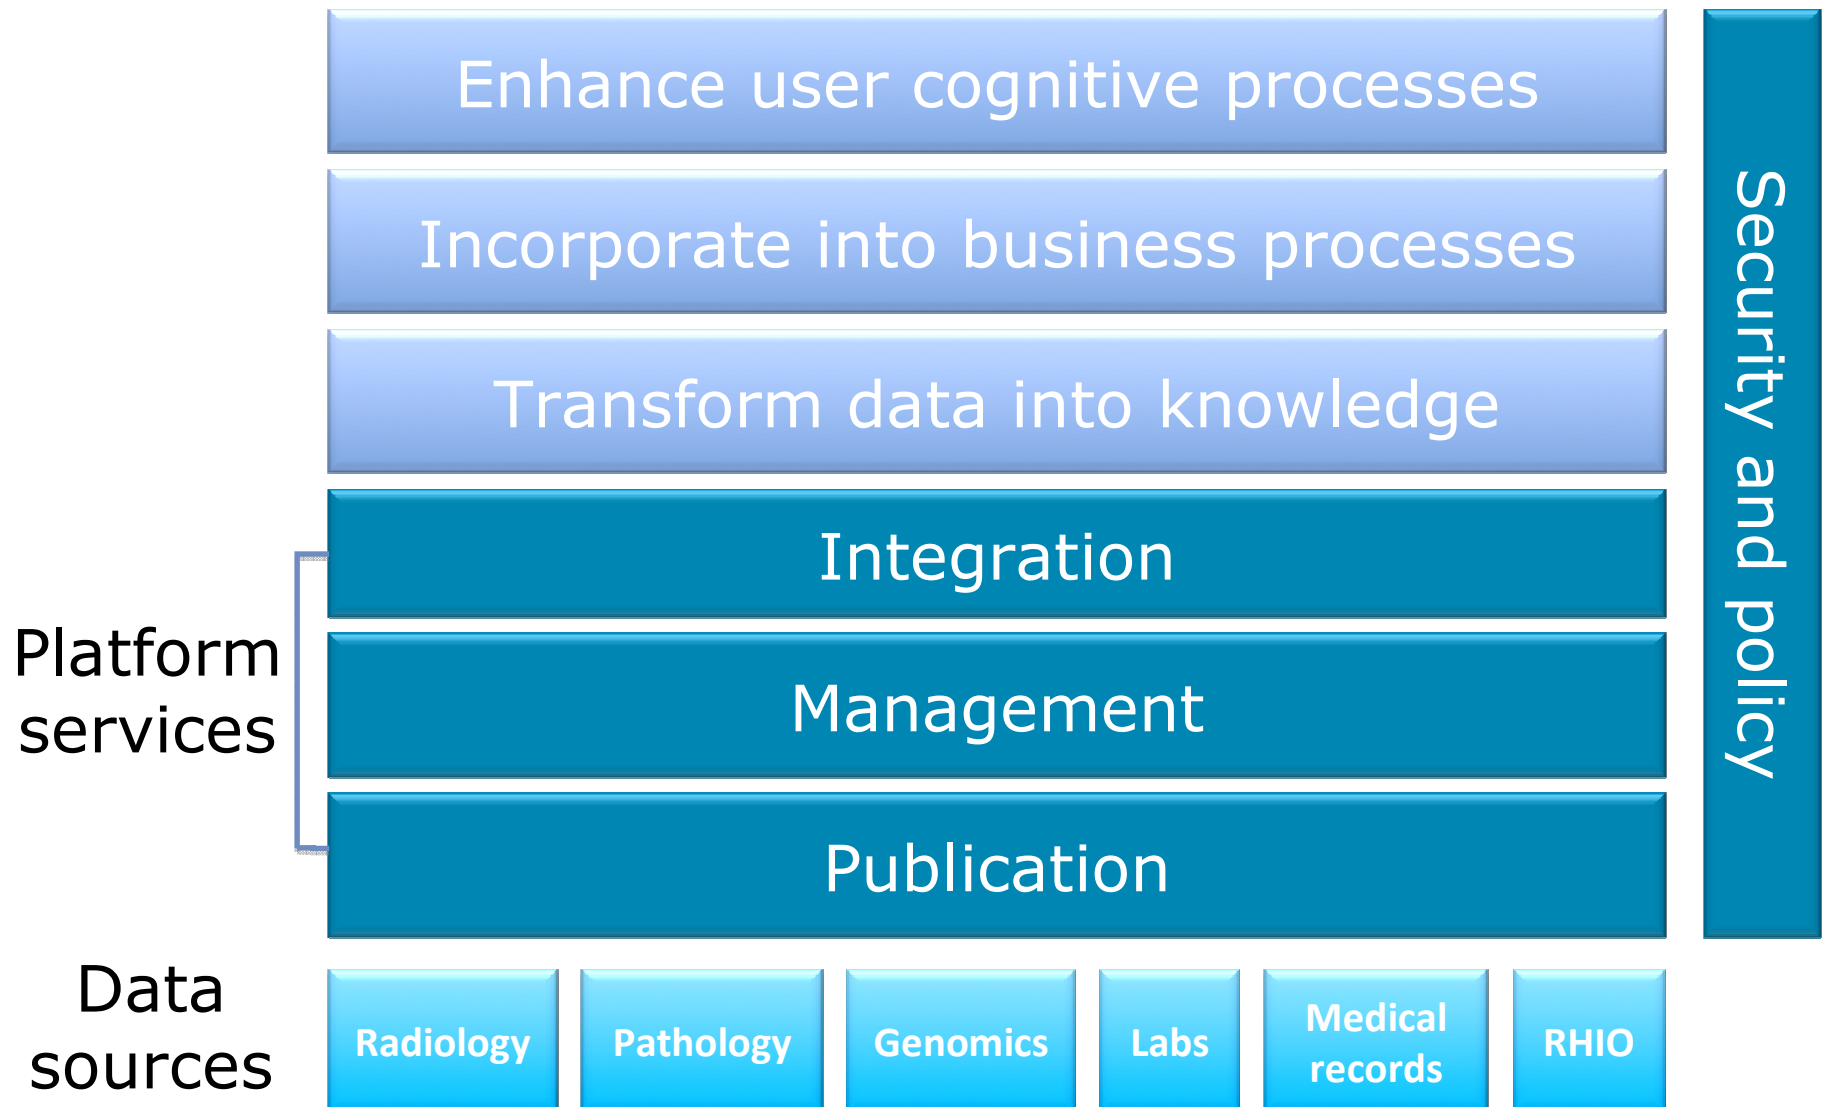 Enhance user cognitive processes
Incorporate into business processes
Transform data into knowledge
Integration
Management
Publication
Security and policy
Platform
services
Data
sources
Radiology
Pathology
Genomics
Labs
Medical
records
RHIO